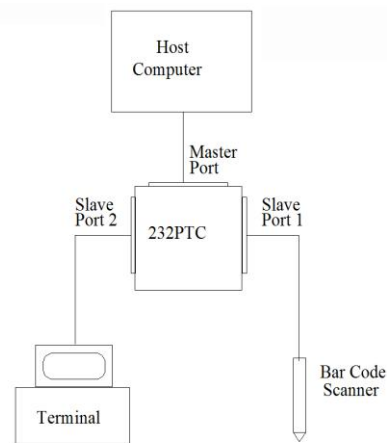 Host
Computer
Master
Port
Slave
Port 2
232PTC
Slave
Port 1
Bar Code
Scanner
Terminal